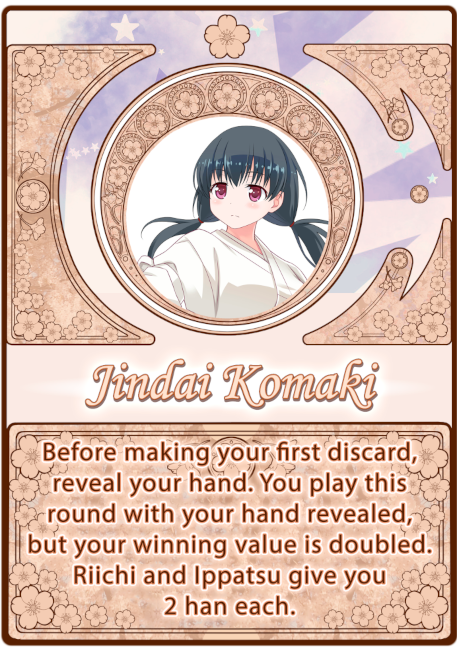 Jindai Komaki
Before making your first discard,
reveal your hand. You play this
round with your hand revealed,
but your winning value is doubled.
Riichi and Ippatsu give you
2 han each.